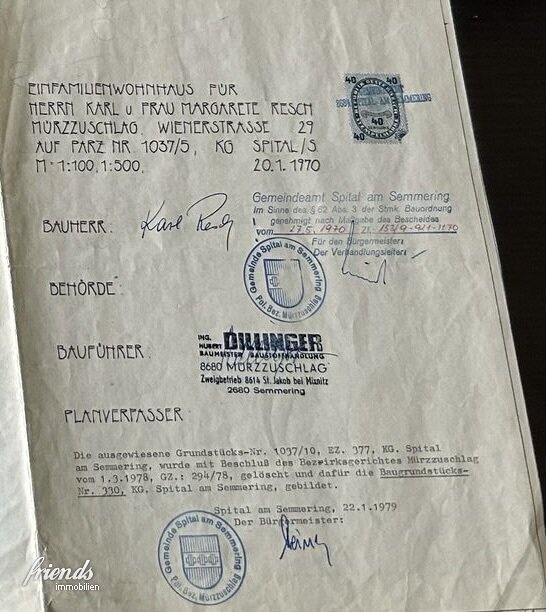 EINFAMILIENWOHNHAUS FÜR
HERRN KARL u FRAU MARGARETE RESCH
MÜRZZUSCHLAG, WIENERSTRASSE 29
AUF PARZ NR 1037/5, KG SPITAL/S
M = 1:100, 1:500, 20.1.1970
40 40
40
Gemeindeamt Spital am Semmering
im Sinne des § 62 Abs. 3 der Stmk. Bauordnung
genehmigt nach Maßgabe des Bescheides
vom 17.5.1970
Für den Bürgermeister:
Der Verhandlungsleiter:
BAUHERR: Karl Resch
Gemeinde Spital am Semmering
Pol. Bez. Mürzzuschlag
BEHÖRDE:
BAUFÜHRER:
ING. HUBERT DILLINGER
BAUMEISTER BAUSTOFFHANDLUNG
8680 MÜRZZUSCHLAG
Zweigbetrieb 8614 St. Jakob bei Mixnitz
2680 Semmering
PLANVERFASSER:
Die ausgewiesene Grundstücks-Nr. 1037/10, EZ. 377, KG. Spital
am Semmering, wurde mit Beschluß des Bezirksgerichtes Mürzzuschlag
vom 1.3.1978, GZ.: 294/78, gelöscht und dafür die Baugrundstücks-
Nr. 330, KG. Spital am Semmering, gebildet.
Spital am Semmering, 22.1.1979
Der Bürgermeister:
Gemeinde Spital am Semmering
Pol. Bez. Mürzzuschlag
friends
immobilien